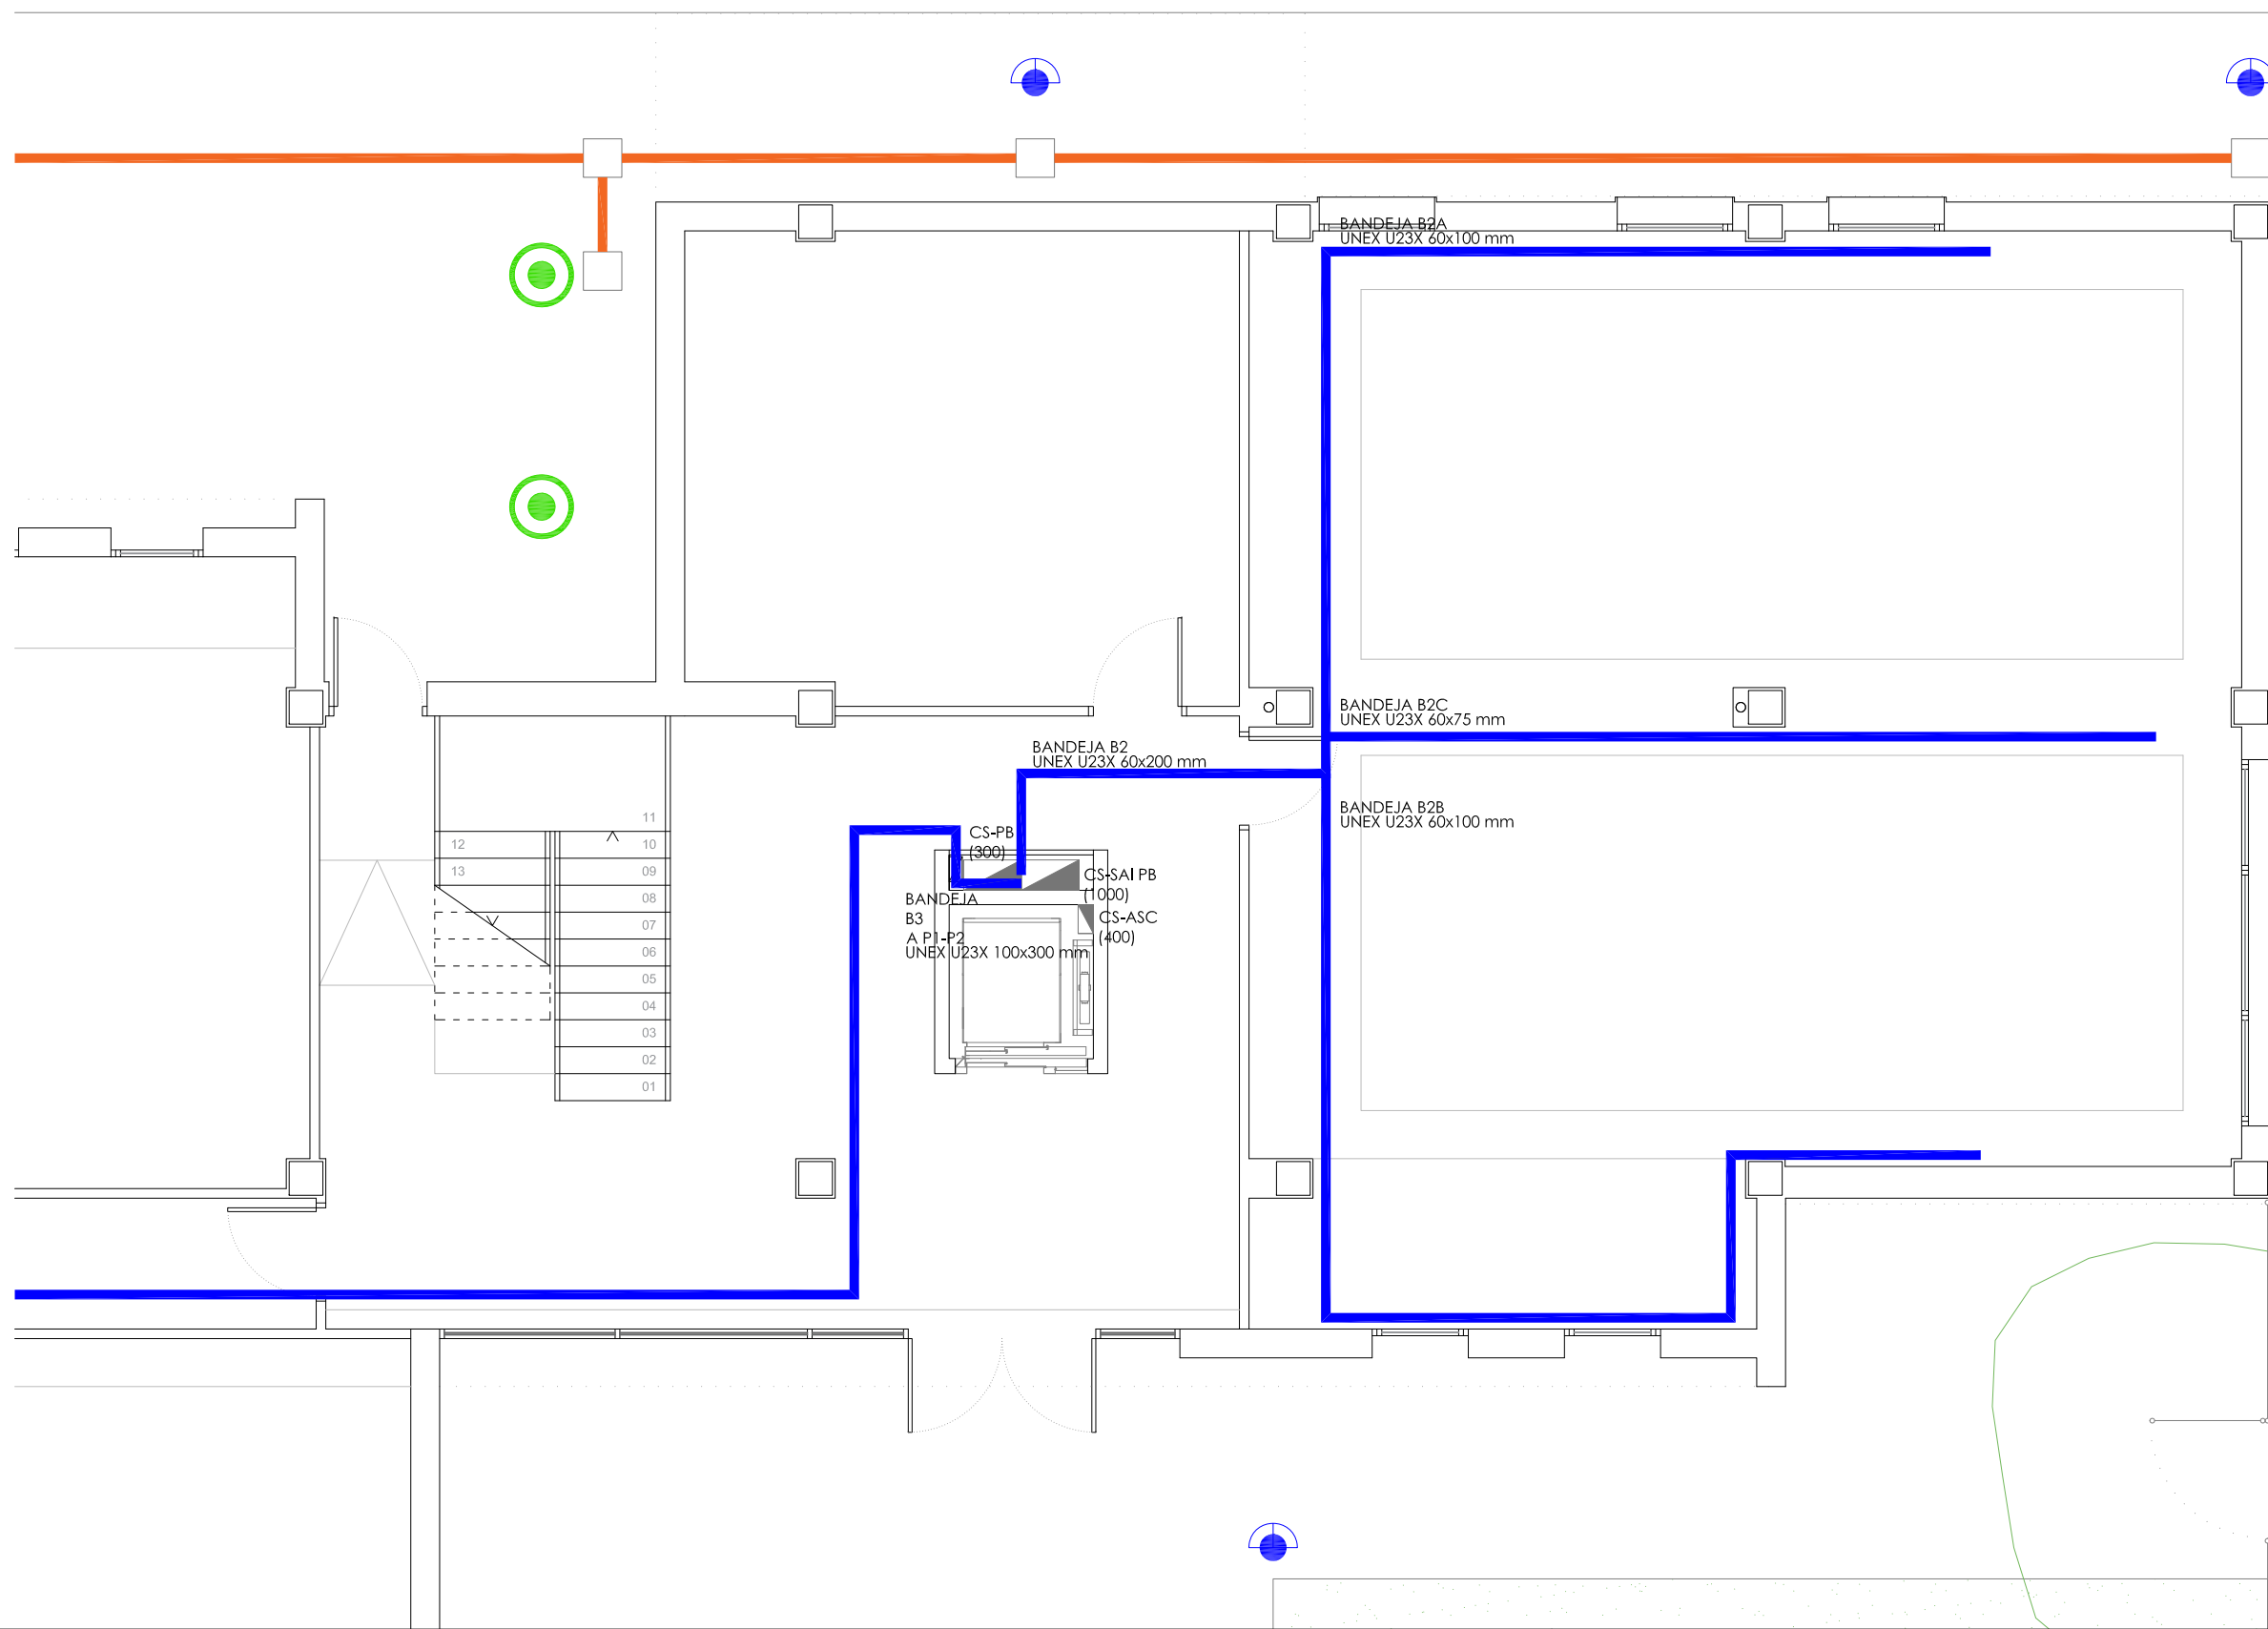 BANDEJA B2A
UNEX U23X 60x100 mm
BANDEJA B2C
UNEX U23X 60x75 mm
BANDEJA B2
UNEX U23X 60x200 mm
BANDEJA B2B
UNEX U23X 60x100 mm
CS-PB
(300)
CS-SAI PB
(1000)
BANDEJA
B3
A P1-P2
UNEX U23X 100x300 mm
CS-ASC
(400)
11
12
10
13
09
08
07
06
05
04
03
02
01